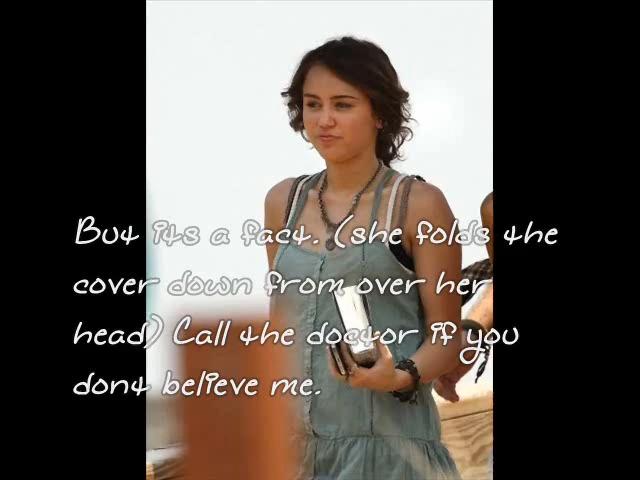 But its a fact. (she folds the
cover down from over her
head) Call the doctor if you
dont believe me.